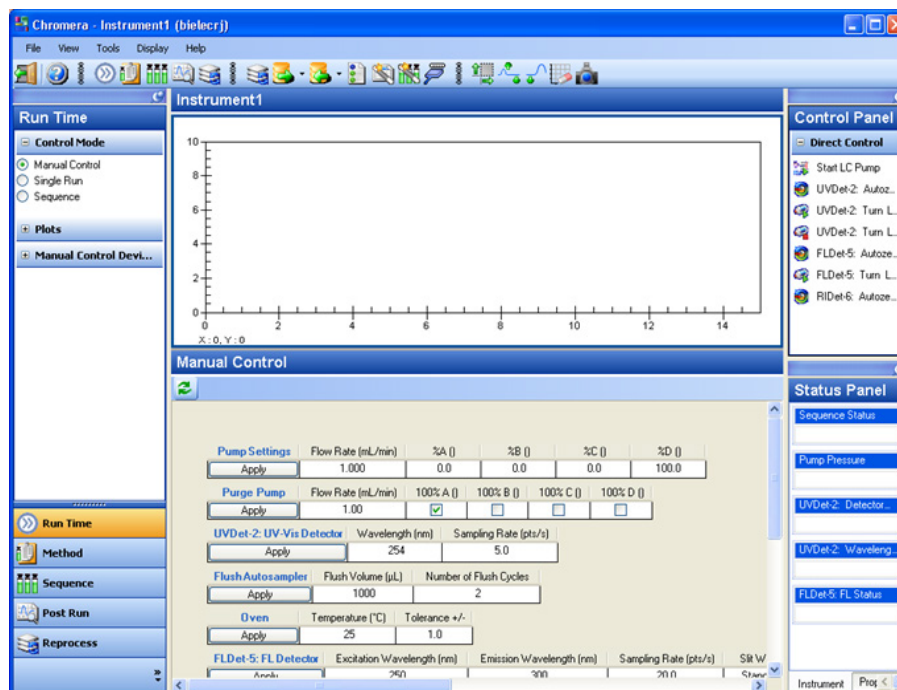 Chromera - Instrument1 (bielecrj)
File View Tools Display Help
Run Time
Control Mode
Manual Control
Single Run
Sequence
Plots
Manual Control Devi...
Run Time
Method
Sequence
Post Run
Reprocess
Instrument1
10
8
6
4
2
0
0 2 4 6 8 10 12 14
X : 0, Y : 0
Manual Control
Pump Settings Flow Rate (mL/min) %A () %B () %C () %D ()
Apply 1.000 0.0 0.0 0.0 100.0
Purge Pump Flow Rate (mL/min) 100% A () 100% B () 100% C () 100% D ()
Apply 1.00
UVDet-2: UV-Vis Detector Wavelength (nm) Sampling Rate (pts/s)
Apply 254 5.0
Flush Autosampler Flush Volume (µL) Number of Flush Cycles
Apply 1000 2
Oven Temperature (°C) Tolerance +/-
Apply 25 1.0
FLDet-5: FL Detector Excitation Wavelength (nm) Emission Wavelength (nm) Sampling Rate (pts/s) Slit W
Apply 250 300 20.0 Stanc
Control Panel
Direct Control
Start LC Pump
UVDet-2: Autoz...
UVDet-2: Turn L...
UVDet-2: Turn L...
FLDet-5: Autoze...
FLDet-5: Turn L...
RIDet-6: Autoze...
Status Panel
Sequence Status
Pump Pressure
UVDet-2: Detector...
UVDet-2: Waveleng...
FLDet-5: FL Status
Instrument Prop